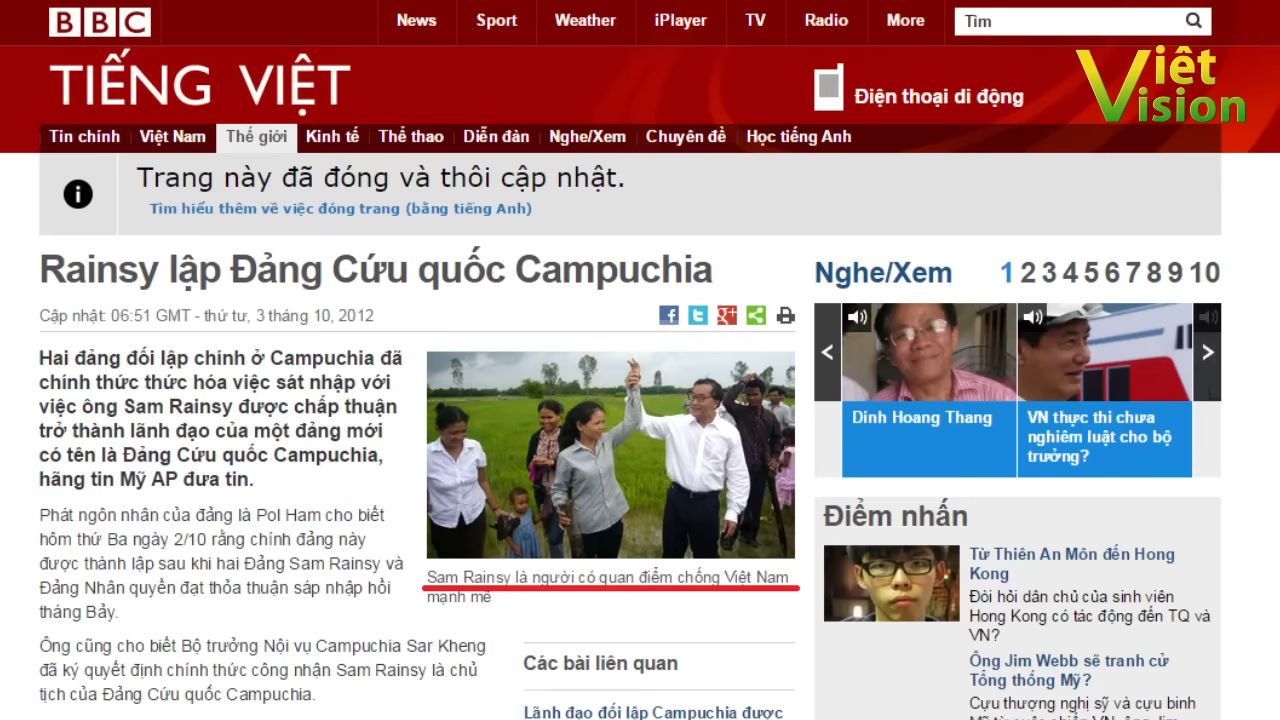 BBC
News
Sport
Weather
iPlayer
TV
Radio
More
Tìm
TIẾNG VIỆT
Điện thoại di động
Việt
Vision
Tin chính
Việt Nam
Thế giới
Kinh tế
Thể thao
Diễn đàn
Nghe/Xem
Chuyên đề
Học tiếng Anh
Trang này đã đóng và thôi cập nhật.
Tìm hiểu thêm về việc đóng trang (bằng tiếng Anh)
Rainsy lập Đảng Cứu quốc Campuchia
Cập nhật: 06:51 GMT - thứ tư, 3 tháng 10, 2012
Hai đảng đối lập chính ở Campuchia đã
chính thức thức hóa việc sát nhập với
việc ông Sam Rainsy được chấp thuận
trở thành lãnh đạo của một đảng mới
có tên là Đảng Cứu quốc Campuchia,
hãng tin Mỹ AP đưa tin.
Phát ngôn nhân của đảng là Pol Ham cho biết
hôm thứ Ba ngày 2/10 rằng chính đảng này
được thành lập sau khi hai Đảng Sam Rainsy và
Đảng Nhân quyền đạt thỏa thuận sáp nhập hồi
tháng Bảy.
Ông cũng cho biết Bộ trưởng Nội vụ Campuchia Sar Kheng
đã ký quyết định chính thức công nhận Sam Rainsy là chủ
tịch của Đảng Cứu quốc Campuchia.
Sam Rainsy là người có quan điểm chống Việt Nam
mạnh mẽ
Các bài liên quan
Lãnh đạo đối lập Campuchia được
Nghe/Xem
1 2 3 4 5 6 7 8 9 10
Dinh Hoang Thang
VN thực thi chưa
nghiêm luật cho bộ
trưởng?
Điểm nhấn
Từ Thiên An Môn đến Hong
Kong
Đòi hỏi dân chủ của sinh viên
Hong Kong có tác động đến TQ và
VN?
Ông Jim Webb sẽ tranh cử
Tổng thống Mỹ?
Cựu thượng nghị sỹ và cựu binh
Mỹ từ cuộc chiến VN, ông Jim